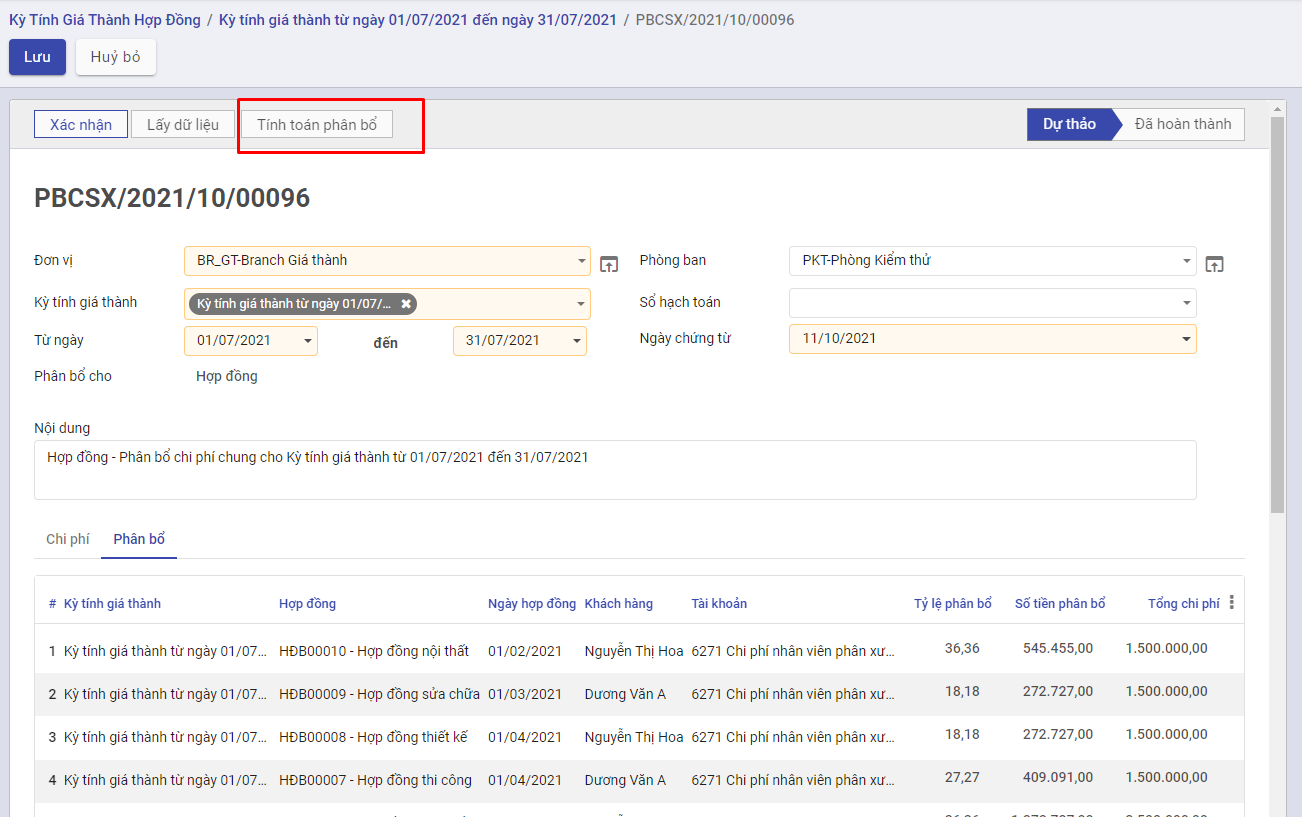 Kỳ Tính Giá Thành Hợp Đồng / Kỳ tính giá thành từ ngày 01/07/2021 đến ngày 31/07/2021 / PBCSX/2021/10/00096
Lưu Huỷ bỏ
Xác nhận Lấy dữ liệu Tính toán phân bổ Dự thảo Đã hoàn thành
PBCSX/2021/10/00096
Đơn vị BR_GT-Branch Giá thành Phòng ban PKT-Phòng Kiểm thử
Kỳ tính giá thành Kỳ tính giá thành từ ngày 01/07/... Sổ hạch toán
Từ ngày 01/07/2021 đến 31/07/2021 Ngày chứng từ 11/10/2021
Phân bổ cho Hợp đồng
Nội dung
Hợp đồng - Phân bổ chi phí chung cho Kỳ tính giá thành từ 01/07/2021 đến 31/07/2021
Chi phí Phân bổ
# Kỳ tính giá thành Hợp đồng Ngày hợp đồng Khách hàng Tài khoản Tỷ lệ phân bổ Số tiền phân bổ Tổng chi phí
1 Kỳ tính giá thành từ ngày 01/07... HĐB00010 - Hợp đồng nội thất 01/02/2021 Nguyễn Thị Hoa 6271 Chi phí nhân viên phân xư... 36,36 545.455,00 1.500.000,00
2 Kỳ tính giá thành từ ngày 01/07... HĐB00009 - Hợp đồng sửa chữa 01/03/2021 Dương Văn A 6271 Chi phí nhân viên phân xư... 18,18 272.727,00 1.500.000,00
3 Kỳ tính giá thành từ ngày 01/07... HĐB00008 - Hợp đồng thiết kế 01/04/2021 Nguyễn Thị Hoa 6271 Chi phí nhân viên phân xư... 18,18 272.727,00 1.500.000,00
4 Kỳ tính giá thành từ ngày 01/07... HĐB00007 - Hợp đồng thi công 01/04/2021 Dương Văn A 6271 Chi phí nhân viên phân xư... 27,27 409.091,00 1.500.000,00